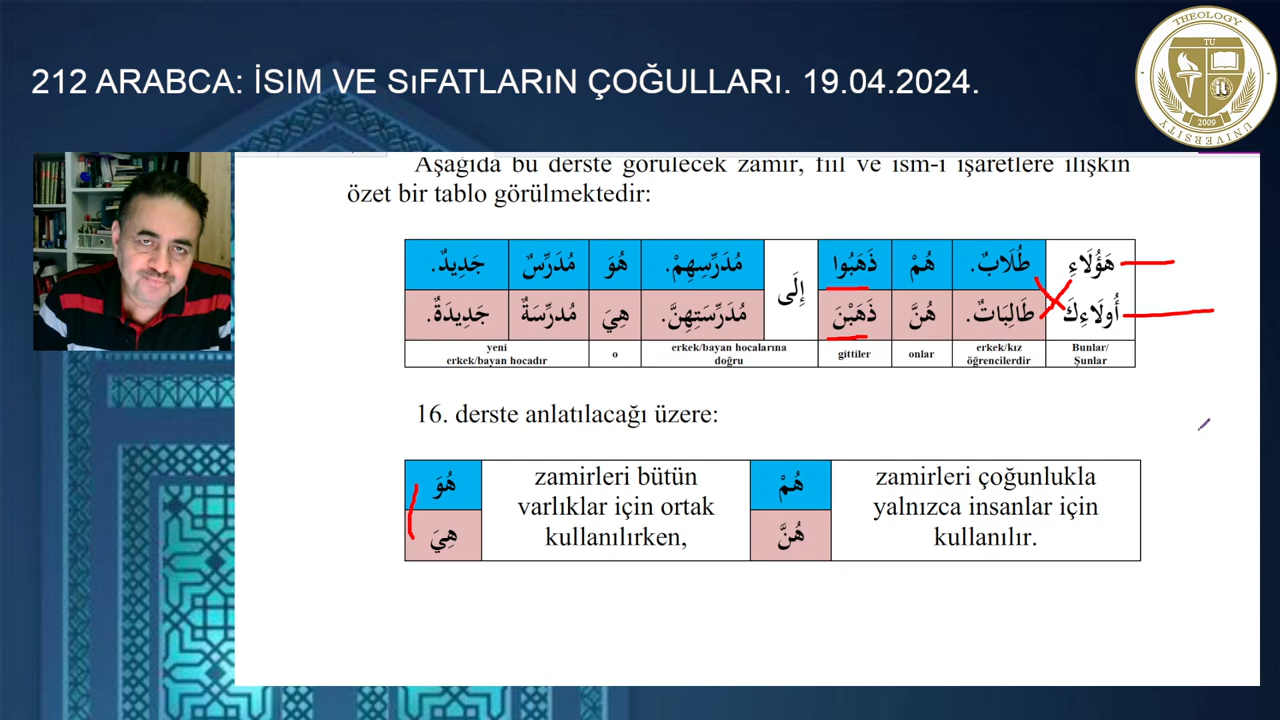 212 ARABCA: İSIM VE SıFATLARıN ÇOĞULLARı. 19.04.2024.
THEOLOGY
TU
2009
UNIVERSITY
Aşağıda bu derste görülecek zamir, fiil ve ism-i işaretlere ilişkin
özet bir tablo görülmektedir:
هَؤُلَاءِ طُلَابٌ. هُمْ ذَهَبُوا إِلَى مُدَرِّسِهِمْ. هُوَ مُدَرِّسٌ جَدِيدٌ.
أُولَاءِكَ طَالِبَاتٌ. هُنَّ ذَهَبْنَ مُدَرِّسَتِهِنَّ. هِيَ مُدرِّسَةٌ جَدِيدَةٌ.
Bunlar/ Şunlar
erkek/kız öğrencilerdir
onlar
gittiler
erkek/bayan hocalarına doğru
o
yeni erkek/bayan hocadır
16. derste anlatılacağı üzere:
هُوَ
هِيَ
zamirleri bütün
varlıklar için ortak
kullanılırken,
هُمْ
هُنَّ
zamirleri çoğunlukla
yalnızca insanlar için
kullanılır.